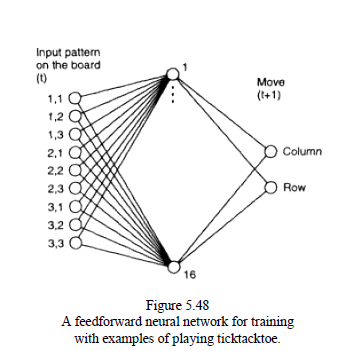 Input pattern
on the board
(t)
1,1
1,2
1,3
2,1
2,2
2,3
3,1
3,2
3,3
1
16
Move
(t+1)
Column
Row
Figure 5.48
A feedforward neural network for training
with examples of playing ticktacktoe.